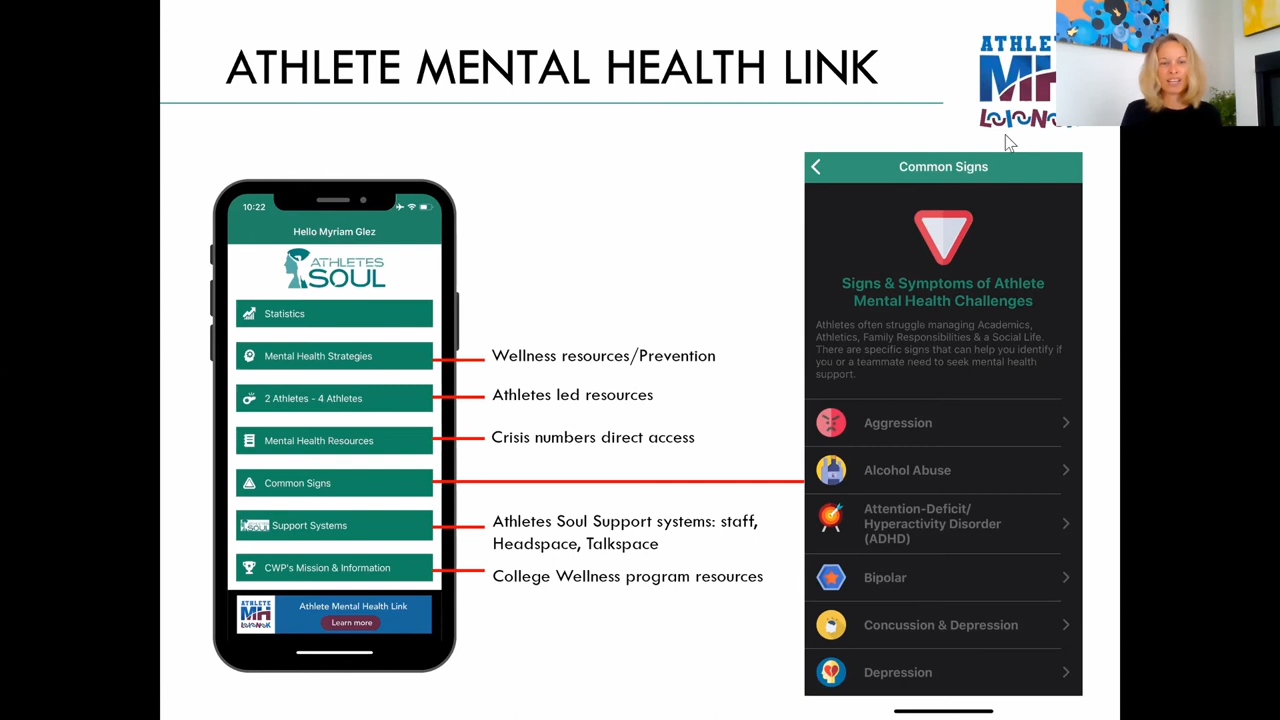 ATHLETE MENTAL HEALTH LINK
ATHLE
MH
10:22
Hello Myriam Glez
ATHLETES
SOUL
Statistics
Mental Health Strategies
2 Athletes - 4 Athletes
Mental Health Resources
Common Signs
SOUL Support Systems
CWP's Mission & Information
ATHLETE
MH
Athlete Mental Health Link
Learn more
Wellness resources/Prevention
Athletes led resources
Crisis numbers direct access
Athletes Soul Support systems: staff,
Headspace, Talkspace
College Wellness program resources
Common Signs
Signs & Symptoms of Athlete
Mental Health Challenges
Athletes often struggle managing Academics,
Athletics, Family Responsibilities & a Social Life.
There are specific signs that can help you identify if
you or a teammate need to seek mental health
support.
Aggression
Alcohol Abuse
Attention-Deficit/
Hyperactivity Disorder
(ADHD)
Bipolar
Concussion & Depression
Depression